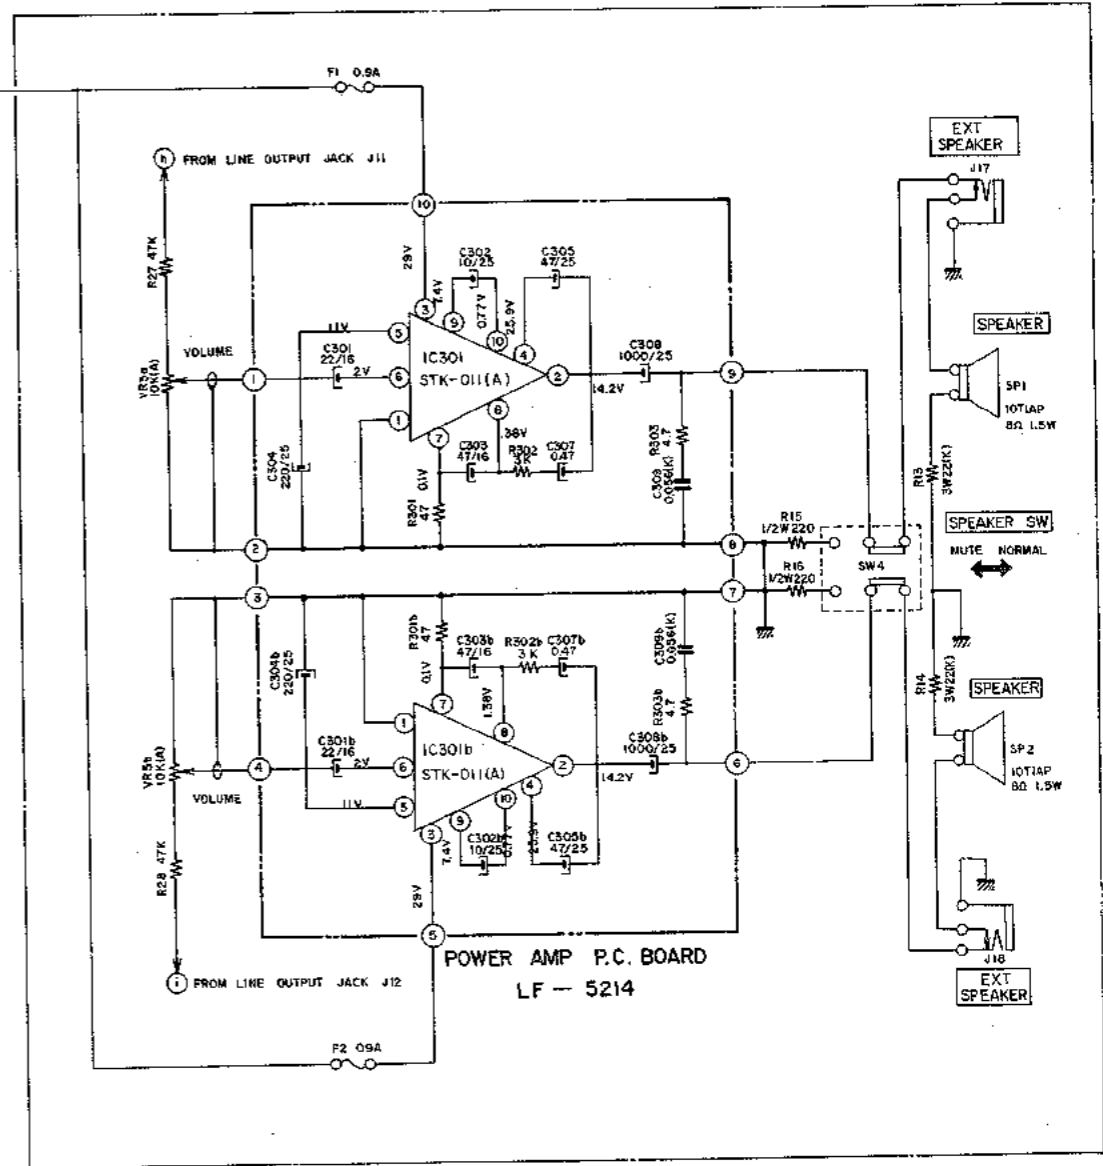 F1 0.9A
h FROM LINE OUTPUT JACK J11
EXT
SPEAKER
J17
10
R27 47K
29V
7.4V
C302
10/25
0.77V
25.9V
C305
47/25
3
9
10
4
SPEAKER
11V
5
VOLUME
C301
22/16
2V
IC301
STK-011(A)
C308
1000/25
VR5a
10K(A)
1
6
2
14.2V
9
SP1
10T1AP
8Ω 1.5W
1
8
7
1.38V
C303
47/16
R302
3K
C307
0.47
R303
4.7
C304
220/25
0.1V
R301
47
C309
0.056(K)
R13
3W22(K)
R15
1/2W220
SPEAKER SW
2
8
MUTE NORMAL
SW4
R16
1/2W220
3
7
R301b
47
C303b
47/16
R302b
3K
C307b
0.47
C309b
0.056(K)
C304b
220/25
0.1V
1.38V
R303b
4.7
R14
3W22(K)
SPEAKER
7
1
8
C301b
22/16
2V
IC301b
STK-011(A)
C308b
1000/25
VR5b
10K(A)
4
6
2
14.2V
6
SP2
10T1AP
8Ω 1.5W
VOLUME
11V
5
4
10
9
3
7.4V
C302b
10/25
0.77V
25.9V
C305b
47/25
R28 47K
29V
5
POWER AMP P.C. BOARD
LF - 5214
i FROM LINE OUTPUT JACK J12
J18
EXT
SPEAKER
F2 0.9A